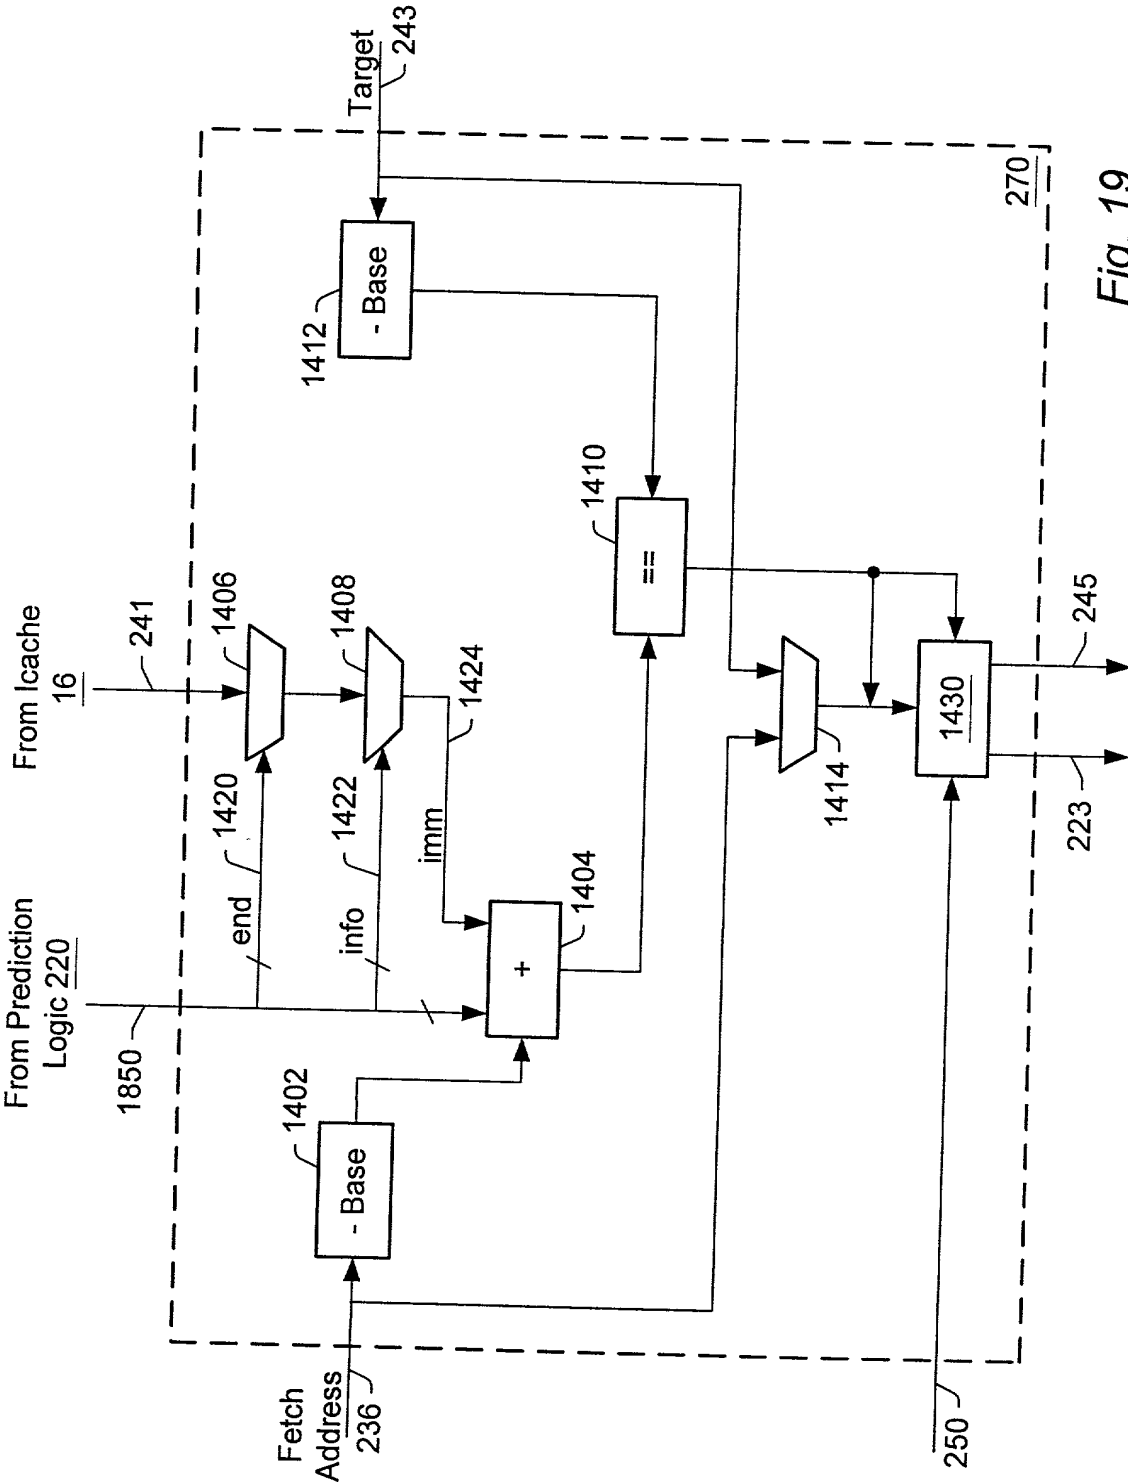 From Prediction
Logic 220
From Icache
16
1850
241
end
1420
1406
info
1422
1408
imm
1424
Fetch
Address
236
1402
- Base
+
1404
1412
- Base
Target
243
1410
==
1414
1430
250
223
245
270
Fig. 19